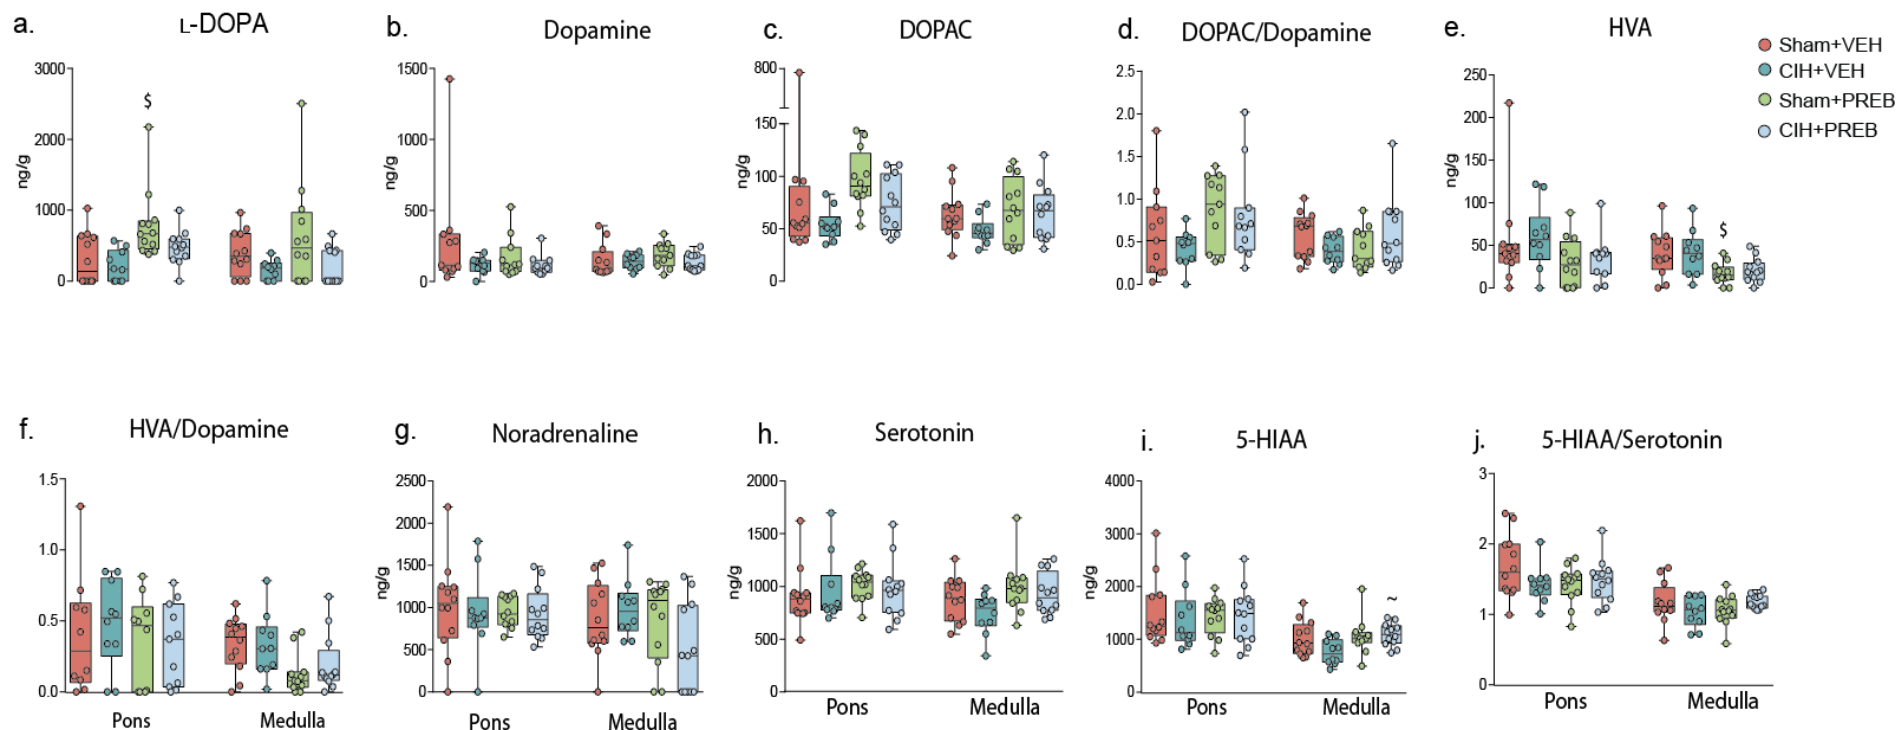 a. L-DOPA
3000
2000
1000
0
ng/g
$
b. Dopamine
1500
1000
500
0
ng/g
c. DOPAC
800
150
100
50
0
ng/g
d. DOPAC/Dopamine
2.5
2.0
1.5
1.0
0.5
0.0
e. HVA
250
200
150
100
50
0
ng/g
$
Sham+VEH
CIH+VEH
Sham+PREB
CIH+PREB
f. HVA/Dopamine
1.5
1.0
0.5
0.0
Pons Medulla
g. Noradrenaline
2500
2000
1500
1000
500
0
ng/g
Pons Medulla
h. Serotonin
2000
1500
1000
500
0
ng/g
Pons Medulla
i. 5-HIAA
4000
3000
2000
1000
0
ng/g
~
Pons Medulla
j. 5-HIAA/Serotonin
3
2
1
0
Pons Medulla